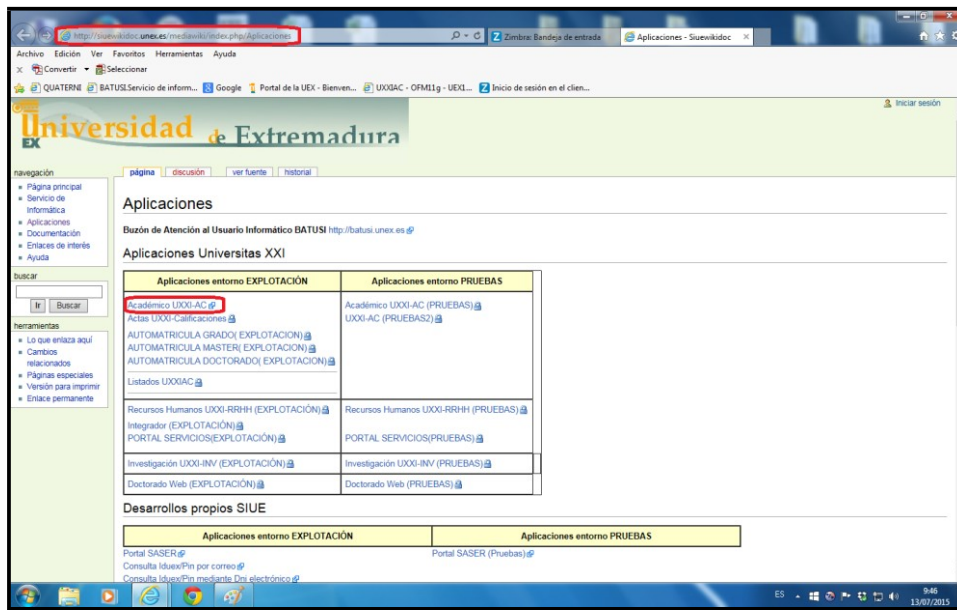 http://siuewikidoc.unex.es/mediawiki/index.php/Aplicaciones
Zimbra: Bandeja de entrada
Aplicaciones - Siuewikidoc
Archivo Edición Ver Favoritos Herramientas Ayuda
x Convertir Seleccionar
QUATERNI BATUSI.Servicio de inform... Google Portal de la UEX - Bienven... UXXIAC - OFM11g - UEX1... Inicio de sesión en el clien...
Iniciar sesión
Universidad de Extremadura
EX
página discusión ver fuente historial
navegación
Página principal
Servicio de
Informática
Aplicaciones
Documentación
Enlaces de interés
Ayuda
buscar
Ir Buscar
herramientas
Lo que enlaza aquí
Cambios
relacionados
Páginas especiales
Versión para imprimir
Enlace permanente
Aplicaciones
Buzón de Atención al Usuario Informático BATUSI http://batusi.unex.es
Aplicaciones Universitas XXI
Aplicaciones entorno EXPLOTACIÓN Aplicaciones entorno PRUEBAS
Académico UXXI-AC Académico UXXI-AC (PRUEBAS)
Actas UXXI-Calificaciones UXXI-AC (PRUEBAS2)
AUTOMATRICULA GRADO( EXPLOTACION)
AUTOMATRICULA MASTER( EXPLOTACION)
AUTOMATRICULA DOCTORADO( EXPLOTACION)
Listados UXXIAC
Recursos Humanos UXXI-RRHH (EXPLOTACIÓN) Recursos Humanos UXXI-RRHH (PRUEBAS)
Integrador (EXPLOTACIÓN)
PORTAL SERVICIOS(EXPLOTACIÓN) PORTAL SERVICIOS(PRUEBAS)
Investigación UXXI-INV (EXPLOTACIÓN) Investigación UXXI-INV (PRUEBAS)
Doctorado Web (EXPLOTACIÓN) Doctorado Web (PRUEBAS)
Desarrollos propios SIUE
Aplicaciones entorno EXPLOTACIÓN Aplicaciones entorno PRUEBAS
Portal SASER Portal SASER (Pruebas)
Consulta Iduex/Pin por correo
Consulta Iduex/Pin mediante Dni electrónico
ES 9:46
13/07/2015